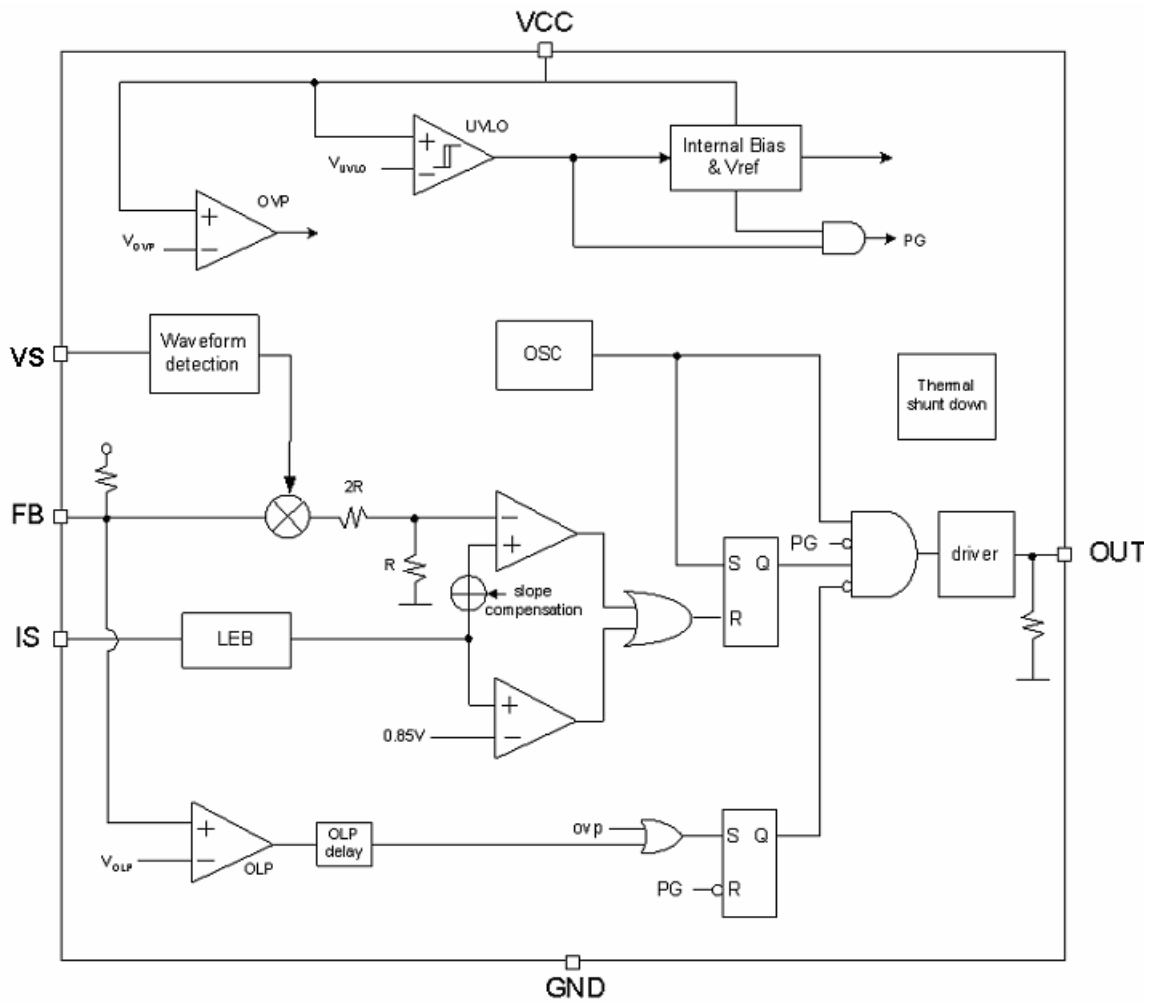 VCC
UVLO
+
VUVLO
−
Internal Bias
& Vref
OVP
+
VOVP
−
PG
VS
Waveform
detection
OSC
Thermal
shunt down
FB
2R
−
+
R
slope
compensation
PG
S Q
R
driver
OUT
IS
LEB
+
0.85V
−
OLP
delay
+
VOLP
−
OLP
ovp
S Q
PG
R
GND